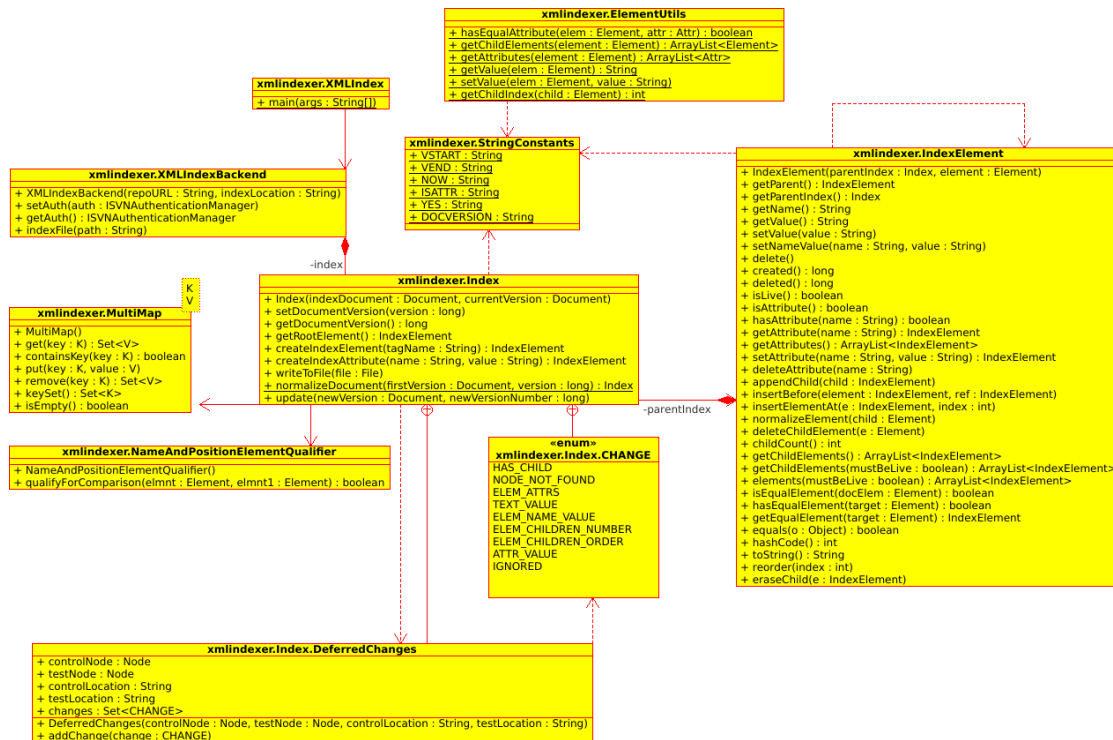 xmlindexer.ElementUtils
+ hasEqualAttribute(elem : Element, attr : Attr) : boolean
+ getChildElements(element : Element) : ArrayList<Element>
+ getAttributes(element : Element) : ArrayList<Attr>
+ getValue(elem : Element) : String
+ setValue(elem : Element, value : String)
+ getChildIndex(child : Element) : int
xmlindexer.XMLIndex
+ main(args : String[])
xmlindexer.StringConstants
+ VSTART : String
+ VEND : String
+ NOW : String
+ ISATTR : String
+ YES : String
+ DOCVERSION : String
xmlindexer.XMLIndexBackend
+ XMLIndexBackend(repoURL : String, indexLocation : String)
+ setAuth(auth : ISVNAuthenticationManager)
+ getAuth() : ISVNAuthenticationManager
+ indexFile(path : String)
-index
xmlindexer.IndexElement
+ IndexElement(parentIndex : Index, element : Element)
+ getParent() : IndexElement
+ getParentIndex() : Index
+ getName() : String
+ getValue() : String
+ setValue(value : String)
+ setNameValue(name : String, value : String)
+ delete()
+ created() : long
+ deleted() : long
+ isLive() : boolean
+ isAttribute() : boolean
+ hasAttribute(name : String) : boolean
+ getAttribute(name : String) : IndexElement
+ getAttributes() : ArrayList<IndexElement>
+ setAttribute(name : String, value : String) : IndexElement
+ deleteAttribute(name : String)
+ appendChild(child : IndexElement)
+ insertBefore(element : IndexElement, ref : IndexElement)
+ insertElementAt(e : IndexElement, index : int)
+ normalizeElement(child : Element)
+ deleteChildElement(e : Element)
+ childCount() : int
+ getChildElements() : ArrayList<IndexElement>
+ getChildElements(mustBeLive : boolean) : ArrayList<IndexElement>
+ elements(mustBeLive : boolean) : ArrayList<IndexElement>
+ isEqualElement(docElem : Element) : boolean
+ hasEqualElement(target : Element) : boolean
+ getEqualElement(target : Element) : IndexElement
+ equals(o : Object) : boolean
+ hashCode() : int
+ toString() : String
+ reorder(index : int)
+ eraseChild(e : IndexElement)
xmlindexer.Index
+ Index(indexDocument : Document, currentVersion : Document)
+ setDocumentVersion(version : long)
+ getDocumentVersion() : long
+ getRootElement() : IndexElement
+ createIndexElement(tagName : String) : IndexElement
+ createIndexAttribute(name : String, value : String) : IndexElement
+ writeToFile(file : File)
+ normalizeDocument(firstVersion : Document, version : long) : Index
+ update(newVersion : Document, newVersionNumber : long)
-parentIndex
K
V
xmlindexer.MultiMap
+ MultiMap()
+ get(key : K) : Set<V>
+ containsKey(key : K) : boolean
+ put(key : K, value : V)
+ remove(key : K) : Set<V>
+ keySet() : Set<K>
+ isEmpty() : boolean
xmlindexer.NameAndPositionElementQualifier
+ NameAndPositionElementQualifier()
+ qualifyForComparison(elmnt : Element, elmnt1 : Element) : boolean
«enum»
xmlindexer.Index.CHANGE
HAS_CHILD
NODE_NOT_FOUND
ELEM_ATTRS
TEXT_VALUE
ELEM_NAME_VALUE
ELEM_CHILDREN_NUMBER
ELEM_CHILDREN_ORDER
ATTR_VALUE
IGNORED
xmlindexer.Index.DeferredChanges
+ controlNode : Node
+ testNode : Node
+ controlLocation : String
+ testLocation : String
+ changes : Set<CHANGE>
+ DeferredChanges(controlNode : Node, testNode : Node, controlLocation : String, testLocation : String)
+ addChange(change : CHANGE)